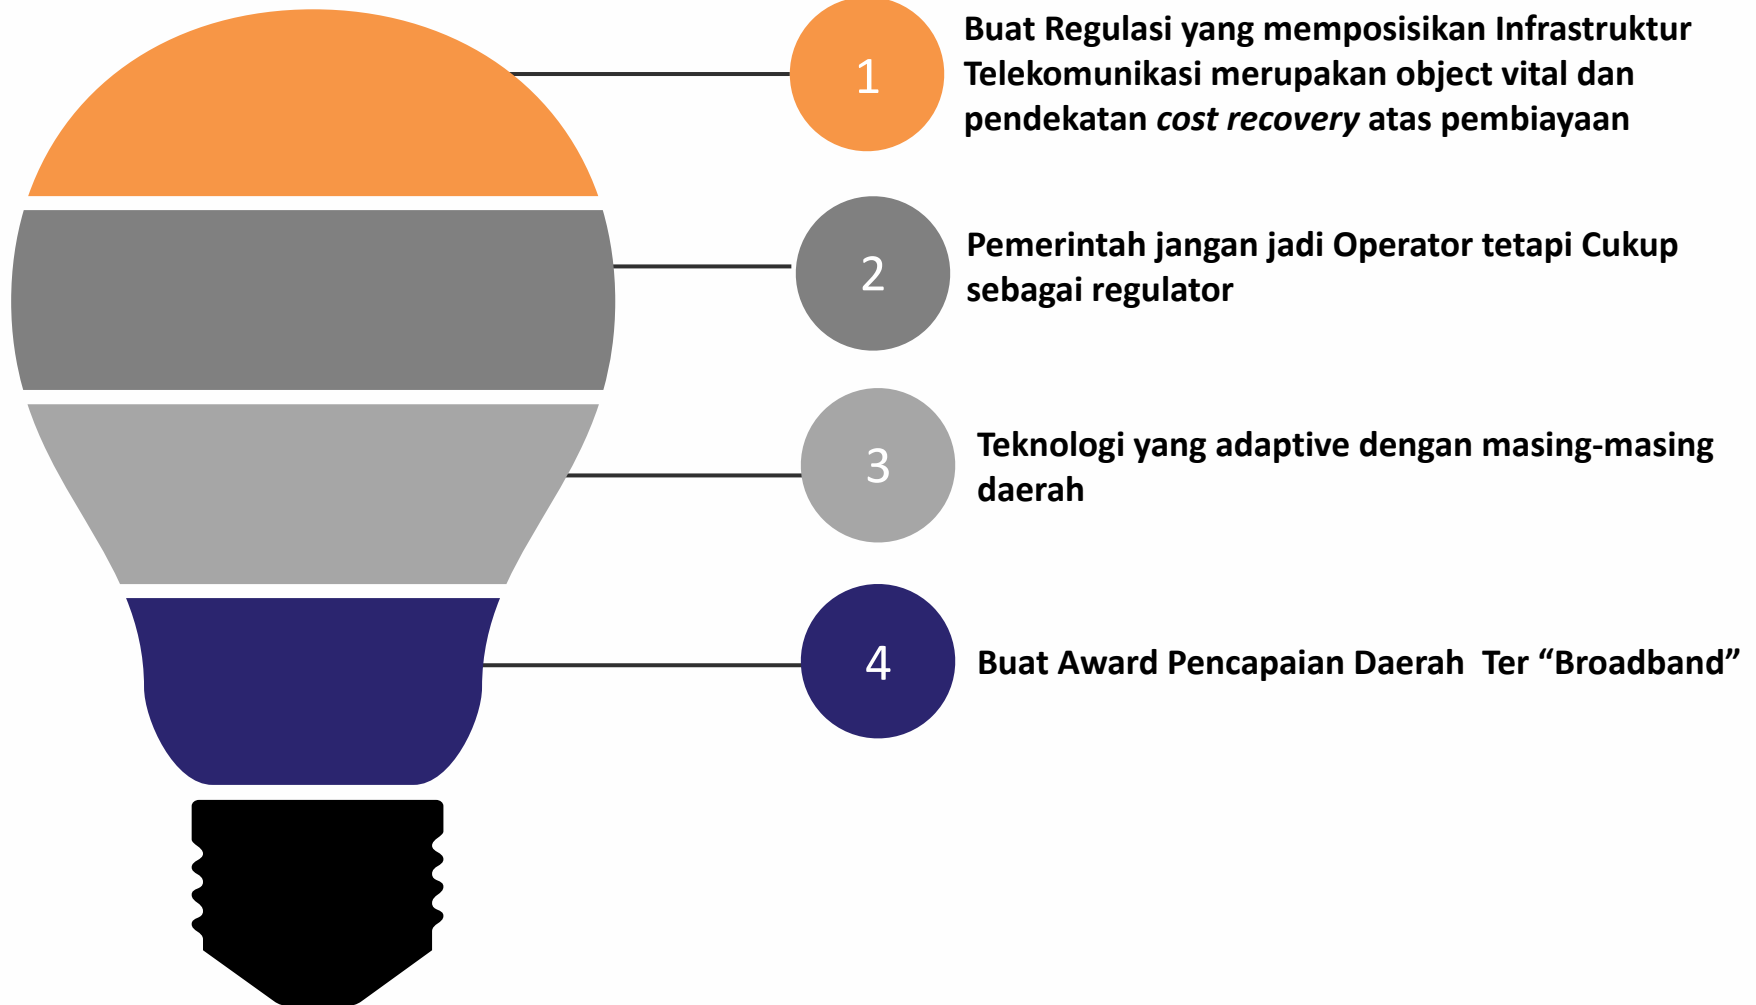 1
Buat Regulasi yang memposisikan Infrastruktur
Telekomunikasi merupakan object vital dan
pendekatan cost recovery atas pembiayaan
2
Pemerintah jangan jadi Operator tetapi Cukup
sebagai regulator
3
Teknologi yang adaptive dengan masing-masing
daerah
4
Buat Award Pencapaian Daerah  Ter “Broadband”